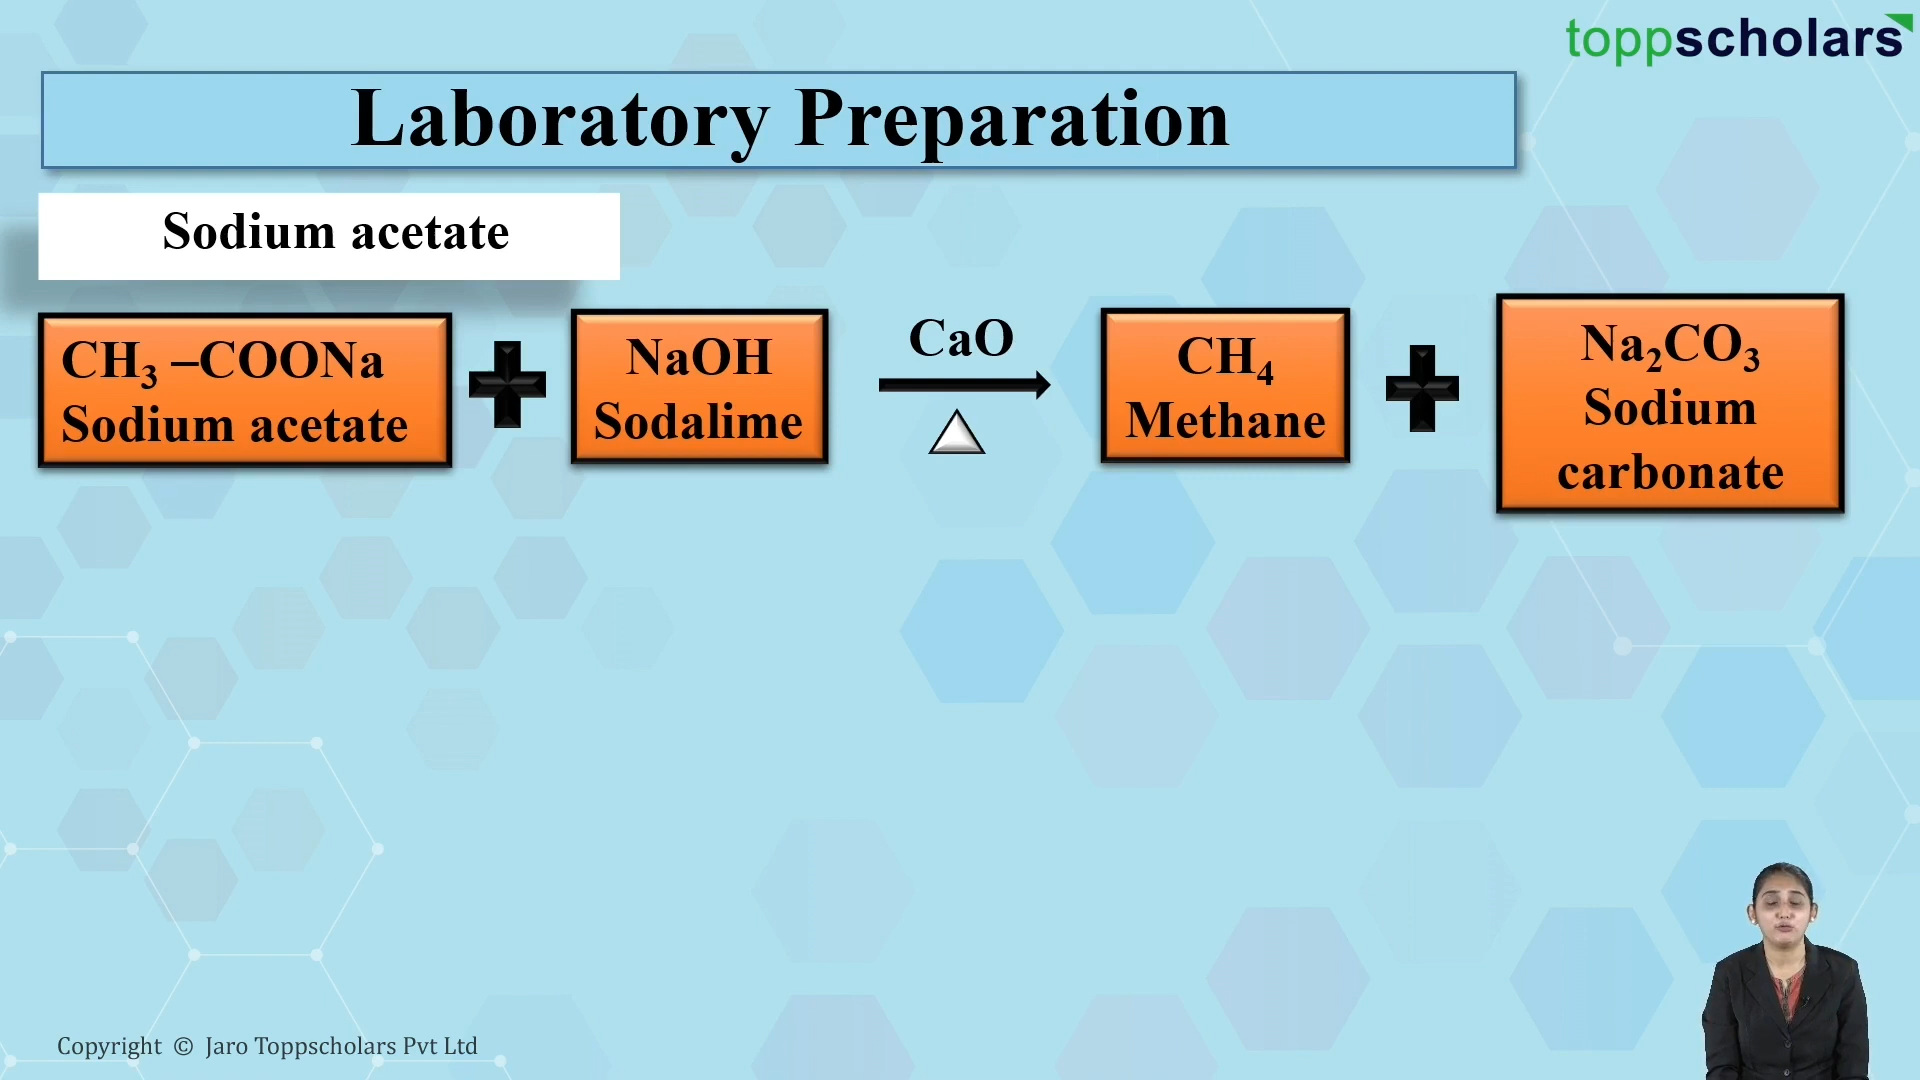 toppscholars
Laboratory Preparation
Sodium acetate
CH₃ –COONa
Sodium acetate
NaOH
Sodalime
CaO
CH₄
Methane
Na₂CO₃
Sodium
carbonate
Copyright © Jaro Toppscholars Pvt Ltd